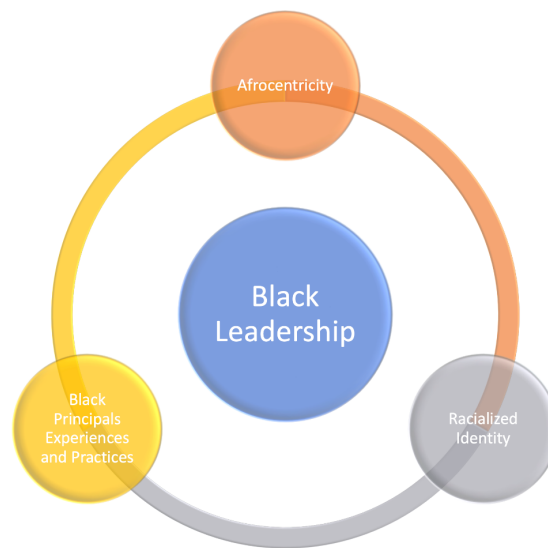 Afrocentricity
Black
Leadership
Black
Principals
Experiences
and Practices
Racialized
Identity